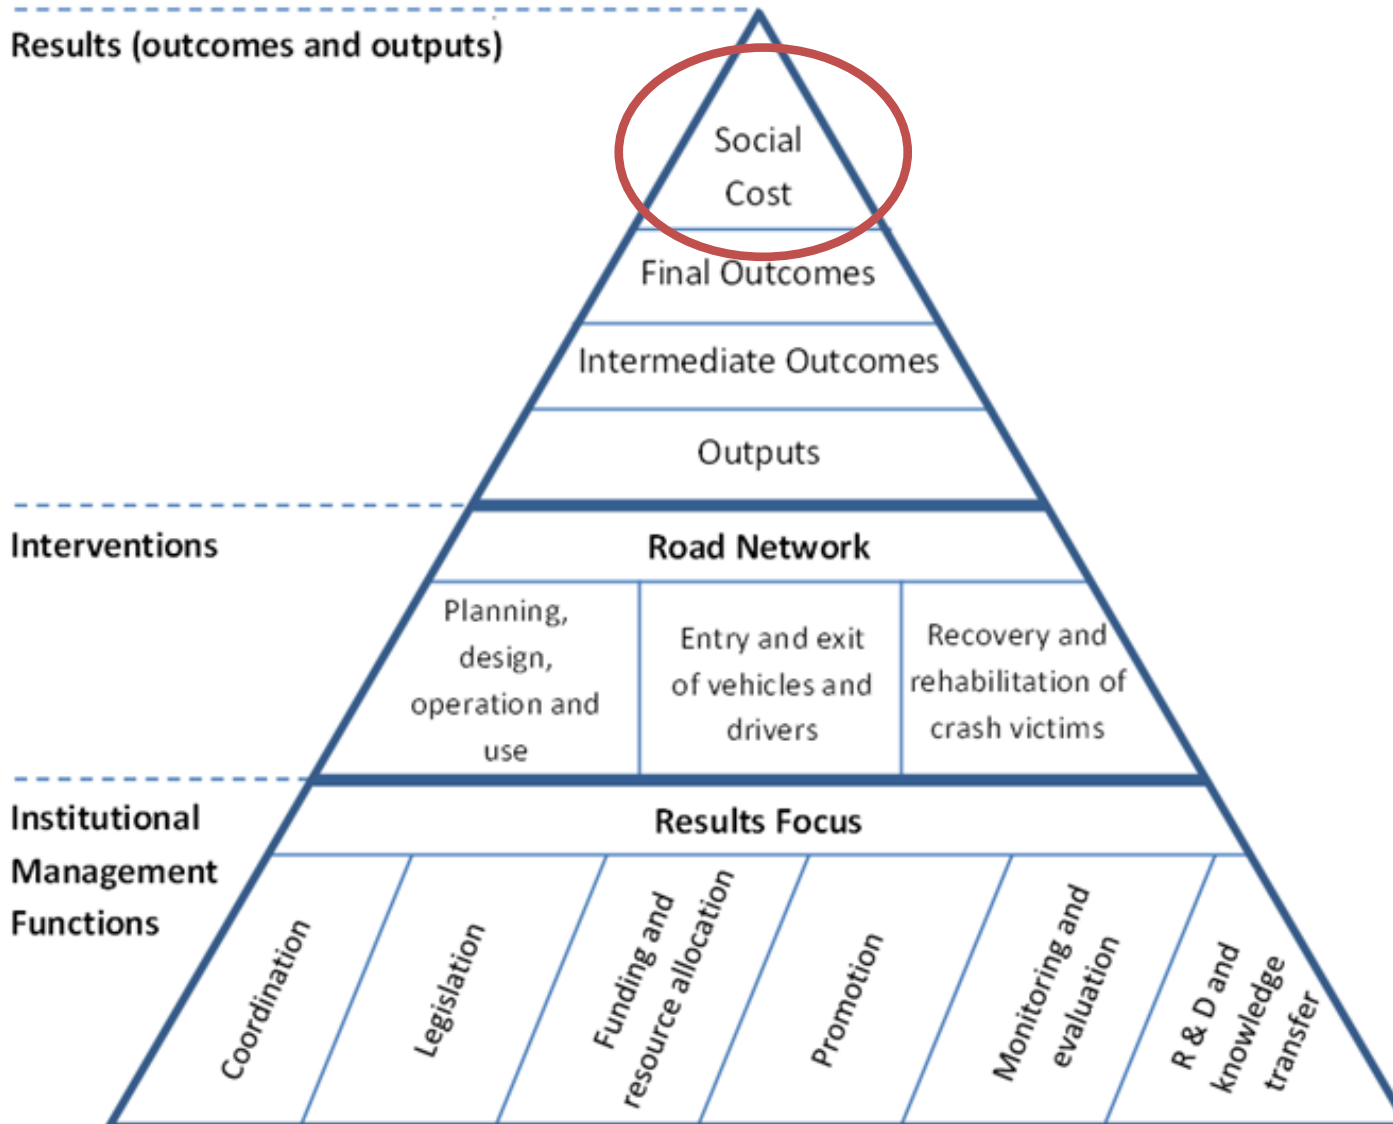 Results (outcomes and outputs)
Social
Cost
Final Outcomes
Intermediate Outcomes
Outputs
Interventions
Road Network
Planning,
design,
operation and
use
Entry and exit
of vehicles and
drivers
Recovery and
rehabilitation of
crash victims
Institutional
Management
Functions
Results Focus
Coordination
Legislation
Funding and
resource allocation
Promotion
Monitoring and
evaluation
R & D and
knowledge
transfer